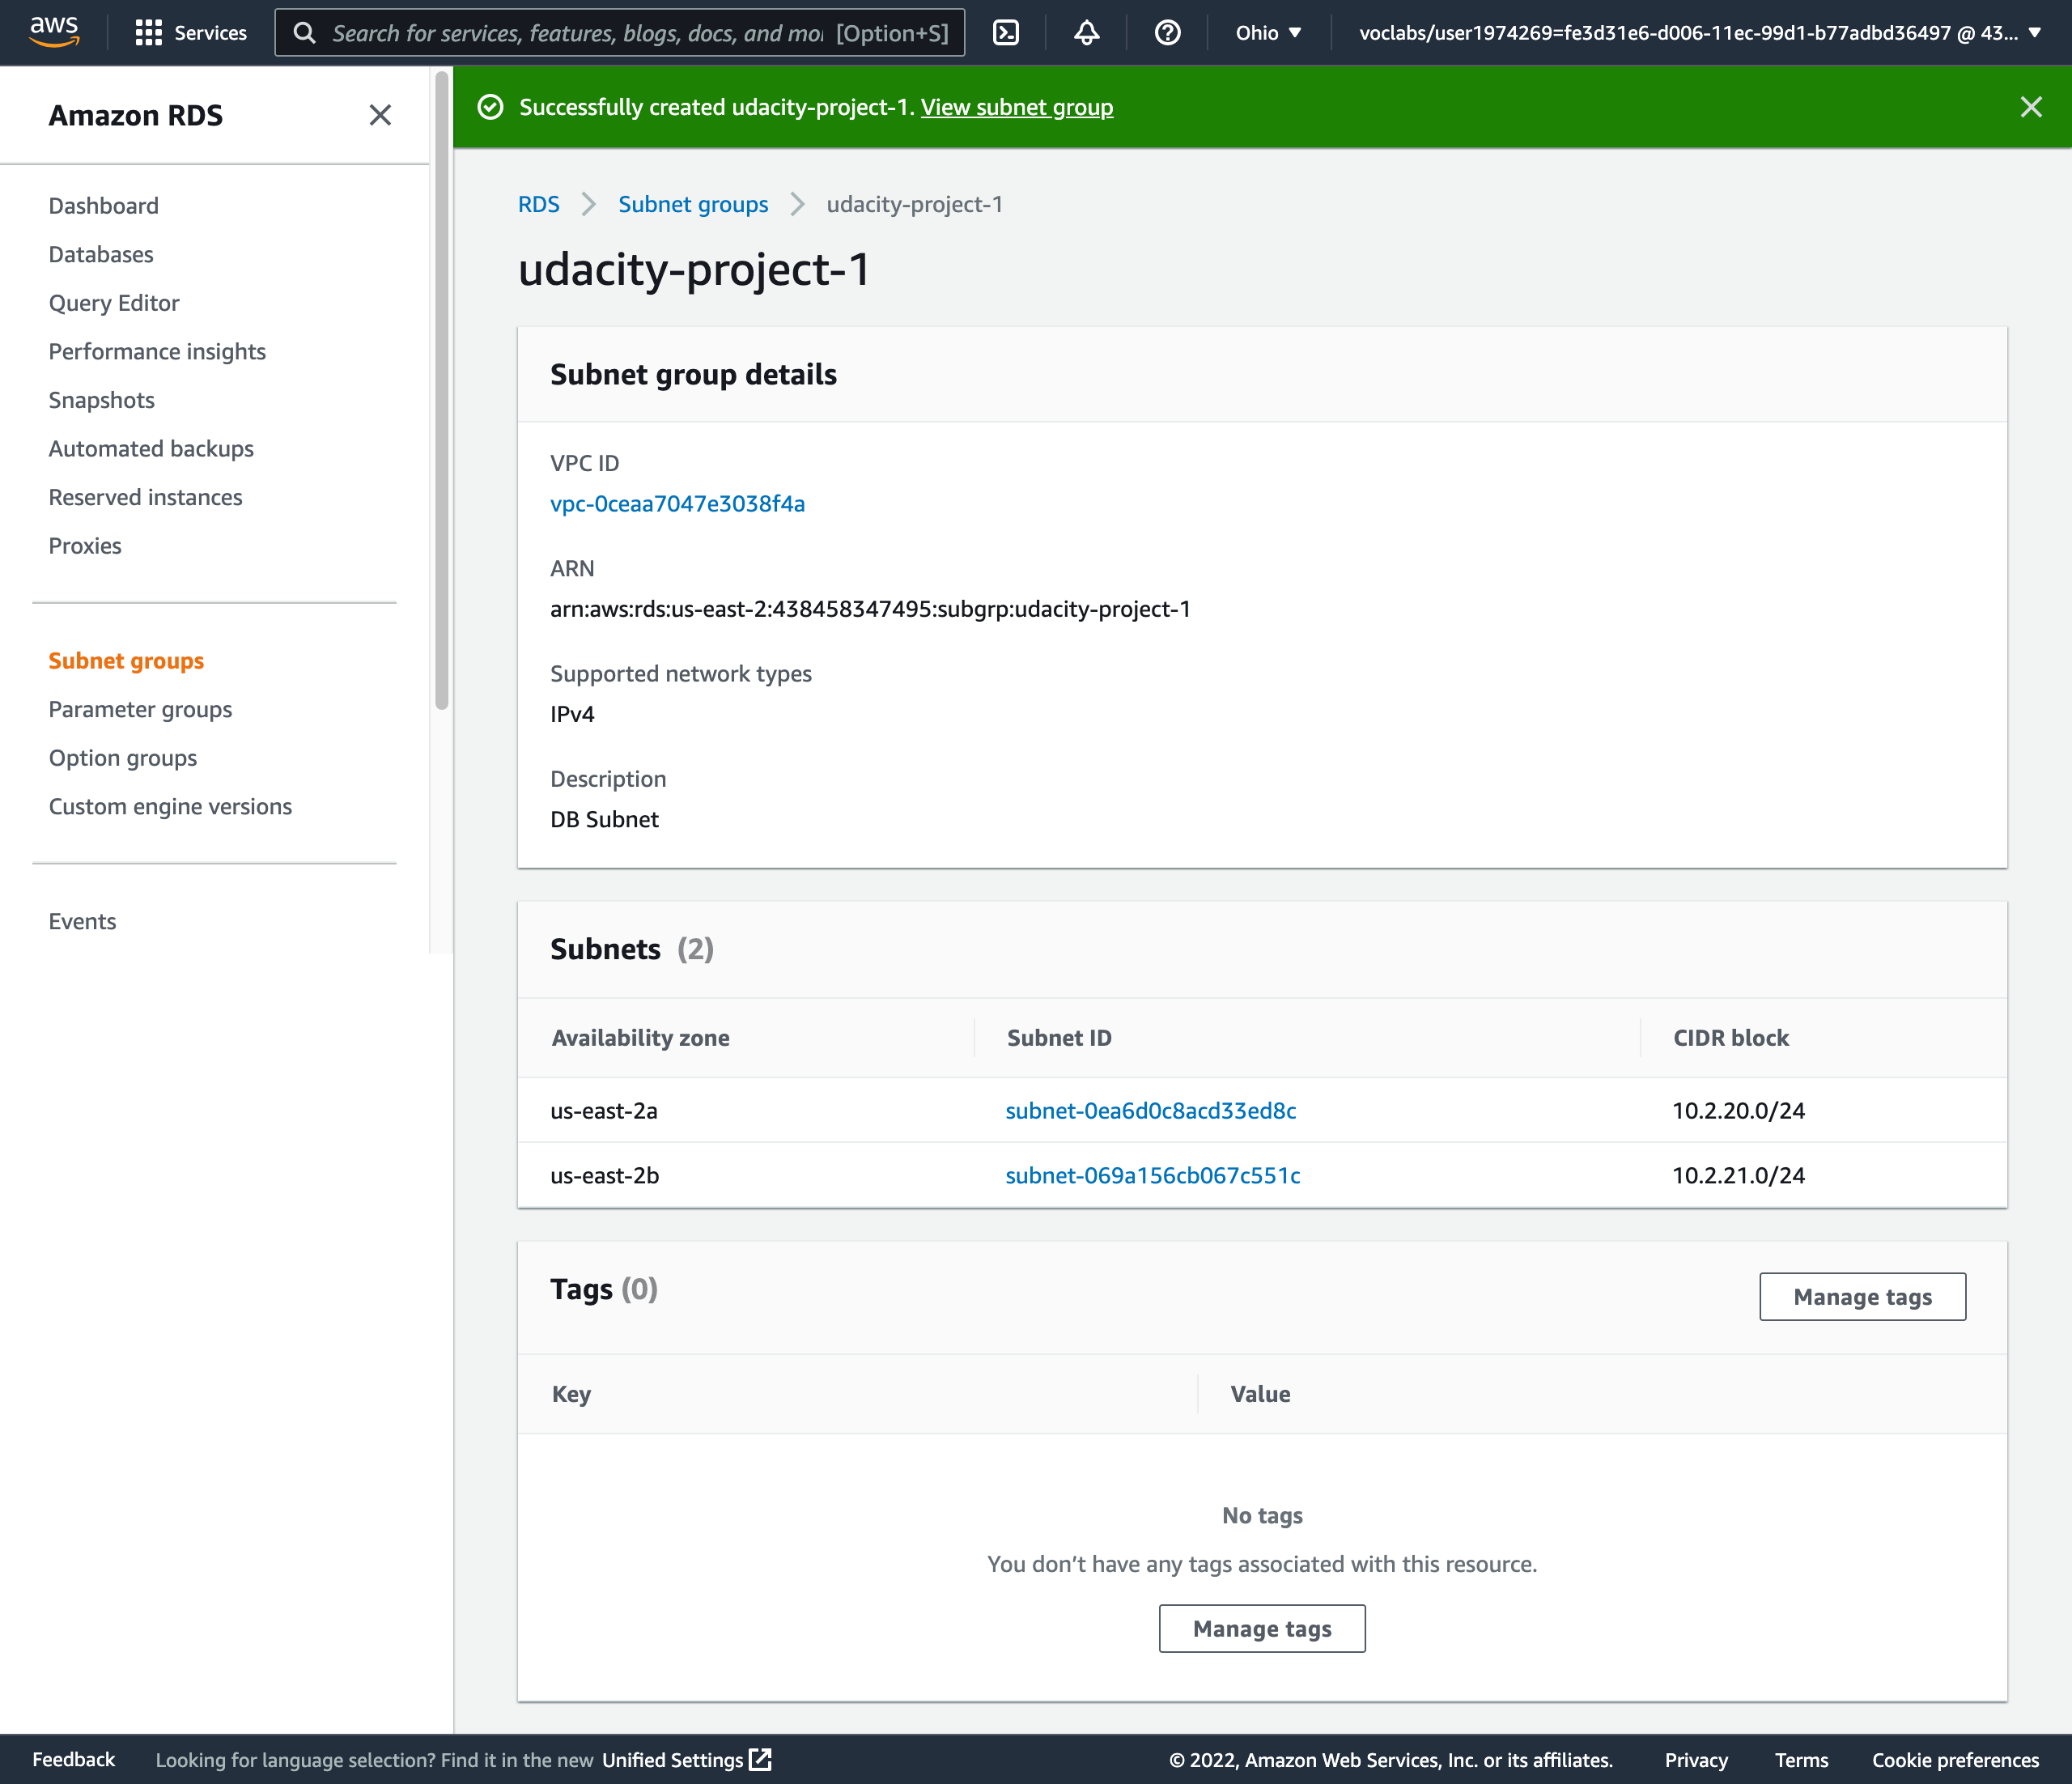 aws
Services
Search for services, features, blogs, docs, and mo [Option+S]
Ohio
voclabs/user1974269=fe3d31e6-d006-11ec-99d1-b77adbd36497 @ 43...
Amazon RDS
Dashboard
Databases
Query Editor
Performance insights
Snapshots
Automated backups
Reserved instances
Proxies
Subnet groups
Parameter groups
Option groups
Custom engine versions
Events
Successfully created udacity-project-1. View subnet group
RDS
Subnet groups
udacity-project-1
udacity-project-1
Subnet group details
VPC ID
vpc-0ceaa7047e3038f4a
ARN
arn:aws:rds:us-east-2:438458347495:subgrp:udacity-project-1
Supported network types
IPv4
Description
DB Subnet
Subnets (2)
Availability zone Subnet ID CIDR block
us-east-2a subnet-0ea6d0c8acd33ed8c 10.2.20.0/24
us-east-2b subnet-069a156cb067c551c 10.2.21.0/24
Tags (0)
Manage tags
Key Value
No tags
You don't have any tags associated with this resource.
Manage tags
Feedback
Looking for language selection? Find it in the new Unified Settings
© 2022, Amazon Web Services, Inc. or its affiliates.
Privacy
Terms
Cookie preferences